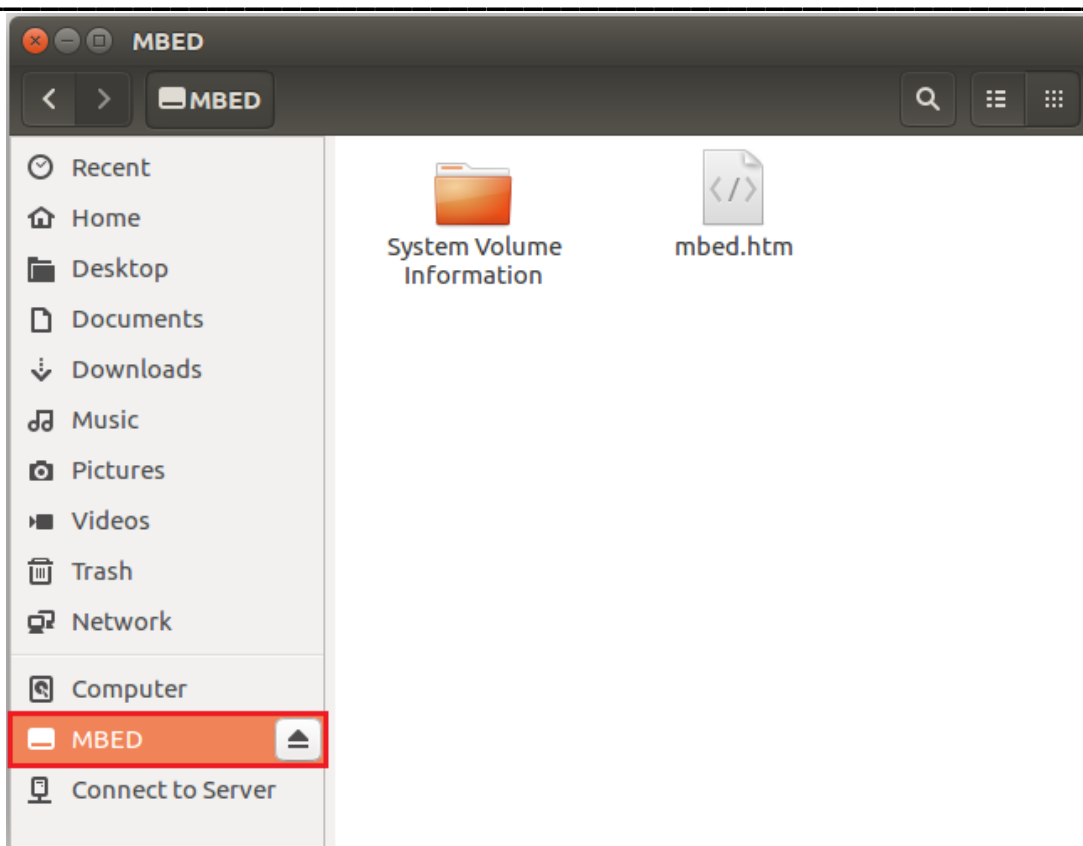 MBED
MBED
Recent
Home
Desktop
Documents
Downloads
Music
Pictures
Videos
Trash
Network
Computer
MBED
Connect to Server
System Volume
Information
mbed.htm